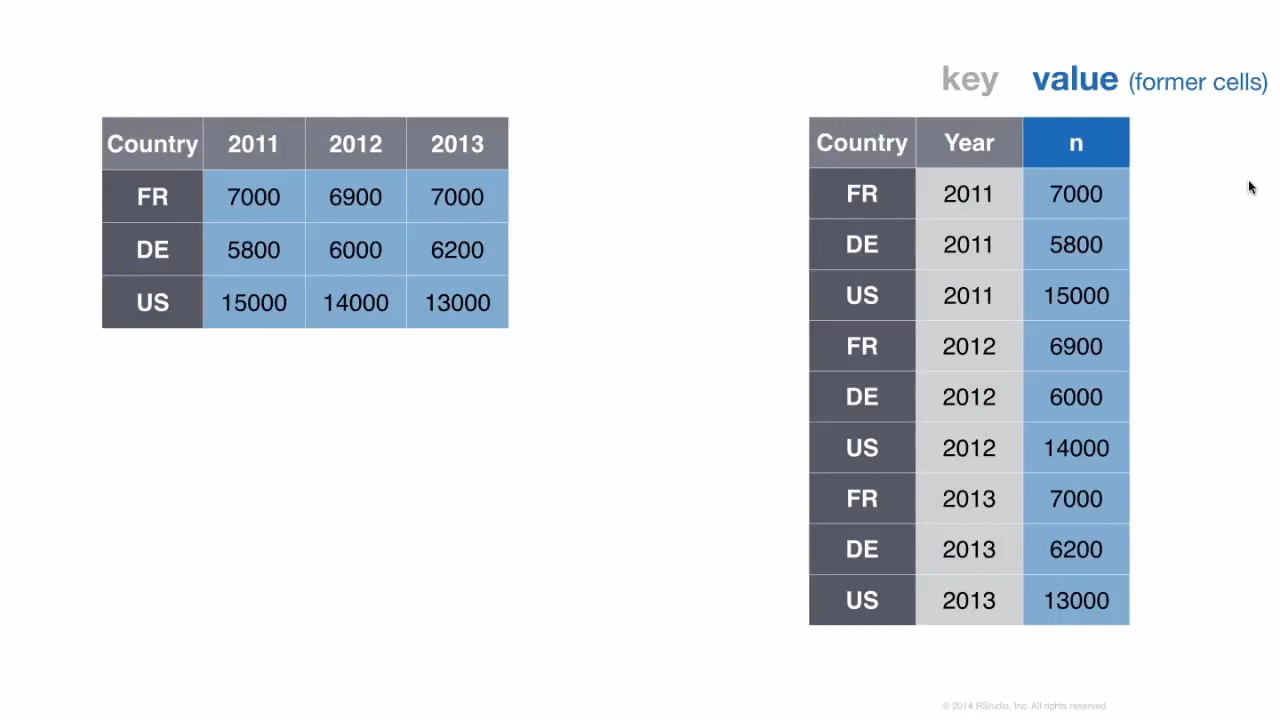 key value (former cells)
Country 2011 2012 2013
FR 7000 6900 7000
DE 5800 6000 6200
US 15000 14000 13000
Country Year n
FR 2011 7000
DE 2011 5800
US 2011 15000
FR 2012 6900
DE 2012 6000
US 2012 14000
FR 2013 7000
DE 2013 6200
US 2013 13000
© 2014 RStudio, Inc. All rights reserved.